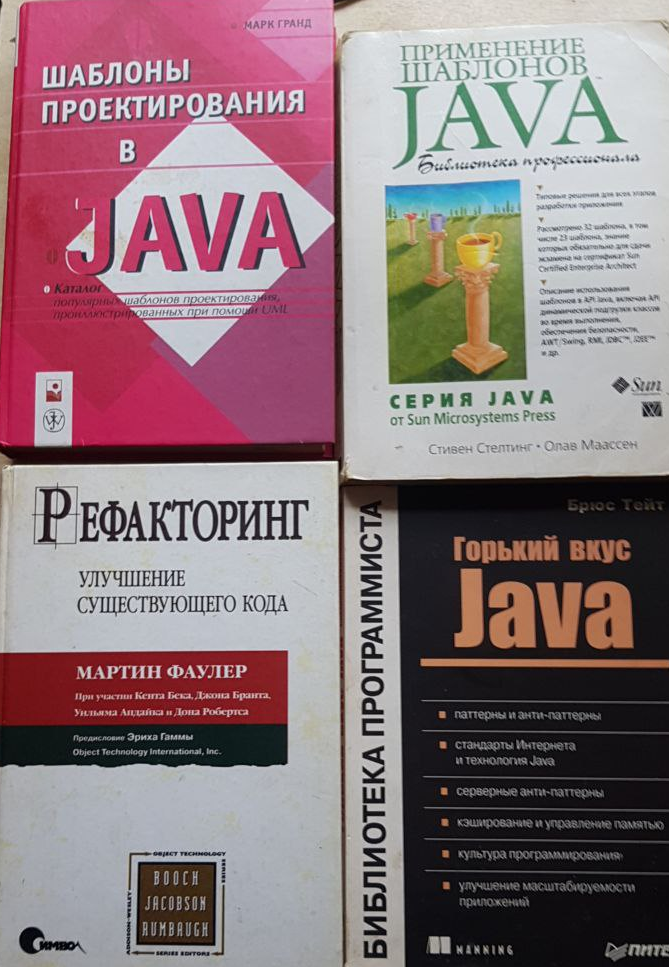 МАРК ГРАНД
ШАБЛОНЫ
ПРОЕКТИРОВАНИЯ
В
JAVA
Каталог
популярных шаблонов проектирования,
проиллюстрированных при помощи UML
ПРИМЕНЕНИЕ
ШАБЛОНОВ
JAVA
Библиотека профессионала
Типовые решения для всех этапов
разработки приложения
Рассмотрено 32 шаблона, в том
числе 23 шаблона, знание
которых обязательно для сдачи
экзамена на сертификат Sun
Certified Enterprise Architect
Описание использования
шаблонов в API Java, включая API
динамической подгрузки классов
во время выполнения,
обеспечения безопасности,
AWT/Swing, RMI, JDBC™, J2EE™
и др.
СЕРИЯ JAVA
от Sun Microsystems Press
Sun
Стивен Стелтинг • Олав Маассен
РЕФАКТОРИНГ
УЛУЧШЕНИЕ
СУЩЕСТВУЮЩЕГО КОДА
МАРТИН ФАУЛЕР
При участии Кента Бека, Джона Бранта,
Уильяма Апдайка и Дона Робертса
Предисловие Эриха Гаммы
Object Technology International, Inc.
OBJECT TECHNOLOGY
SERIES
ADDISON-WESLEY
BOOCH
JACOBSON
RUMBAUGH
SERIES EDITORS
Символ
БИБЛИОТЕКА ПРОГРАММИСТА
Брюс Тейт
Горький вкус
Java
паттерны и анти-паттерны
стандарты Интернета
и технология Java
серверные анти-паттерны
кэширование и управление памятью
культура программирования
улучшение масштабируемости
приложений
MANNING
ПИТЕР